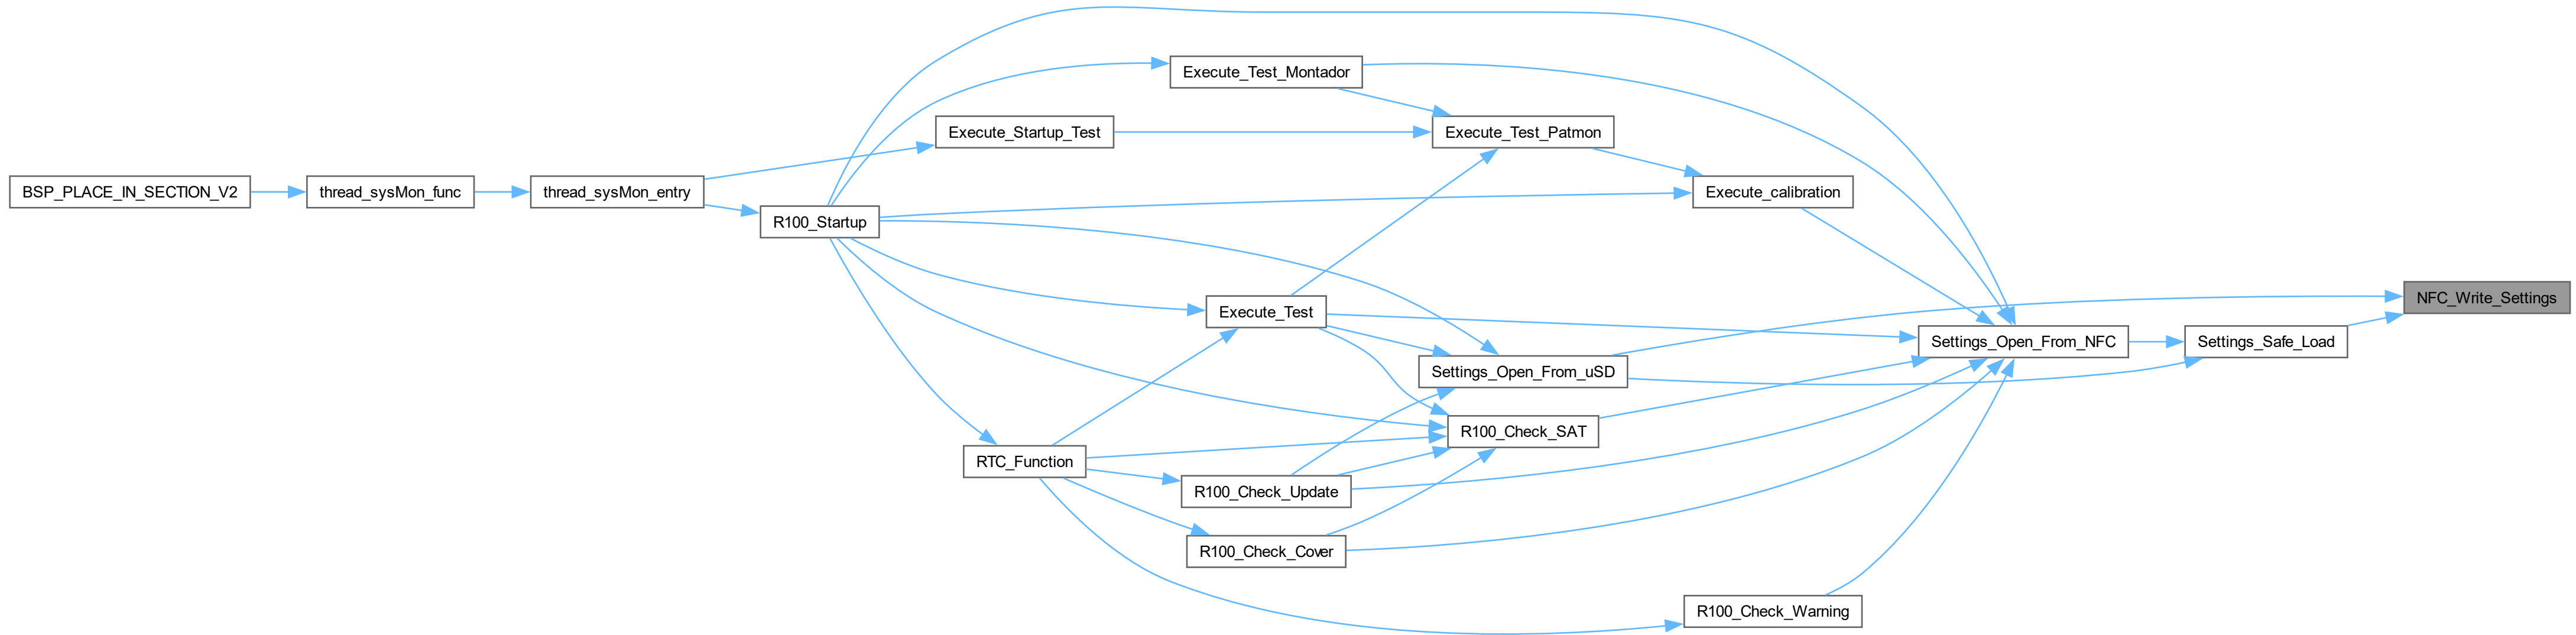 Execute_Test_Montador
Execute_Startup_Test
Execute_Test_Patmon
BSP_PLACE_IN_SECTION_V2
thread_sysMon_func
thread_sysMon_entry
Execute_calibration
R100_Startup
NFC_Write_Settings
Execute_Test
Settings_Open_From_NFC
Settings_Safe_Load
Settings_Open_From_uSD
R100_Check_SAT
RTC_Function
R100_Check_Update
R100_Check_Cover
R100_Check_Warning